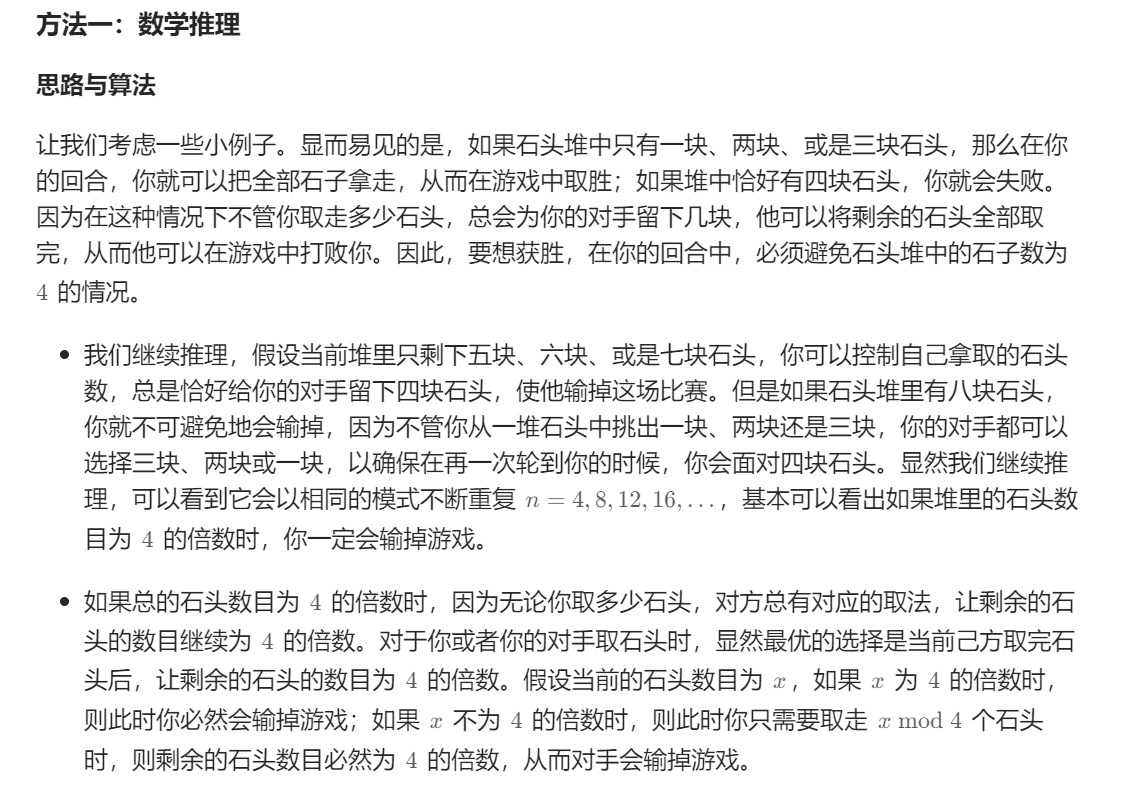 方法一：数学推理
思路与算法
让我们考虑一些小例子。显而易见的是，如果石头堆中只有一块、两块、或是三块石头，那么在你
的回合，你就可以把全部石子拿走，从而在游戏中取胜；如果堆中恰好有四块石头，你就会失败。
因为在这种情况下不管你取走多少石头，总会为你的对手留下几块，他可以将剩余的石头全部取
完，从而他可以在游戏中打败你。因此，要想获胜，在你的回合中，必须避免石头堆中的石子数为
4 的情况。
• 我们继续推理，假设当前堆里只剩下五块、六块、或是七块石头，你可以控制自己拿取的石头
数，总是恰好给你的对手留下四块石头，使他输掉这场比赛。但是如果石头堆里有八块石头，
你就不可避免地会输掉，因为不管你从一堆石头中挑出一块、两块还是三块，你的对手都可以
选择三块、两块或一块，以确保在再一次轮到你的时候，你会面对四块石头。显然我们继续推
理，可以看到它会以相同的模式不断重复 n = 4, 8, 12, 16, . . .，基本可以看出如果堆里的石头数
目为 4 的倍数时，你一定会输掉游戏。
• 如果总的石头数目为 4 的倍数时，因为无论你取多少石头，对方总有对应的取法，让剩余的石
头的数目继续为 4 的倍数。对于你或者你的对手取石头时，显然最优的选择是当前己方取完石
头后，让剩余的石头的数目为 4 的倍数。假设当前的石头数目为 x，如果 x 为 4 的倍数时，
则此时你必然会输掉游戏；如果 x 不为 4 的倍数时，则此时你只需要取走 x mod 4 个石头
时，则剩余的石头数目必然为 4 的倍数，从而对手会输掉游戏。